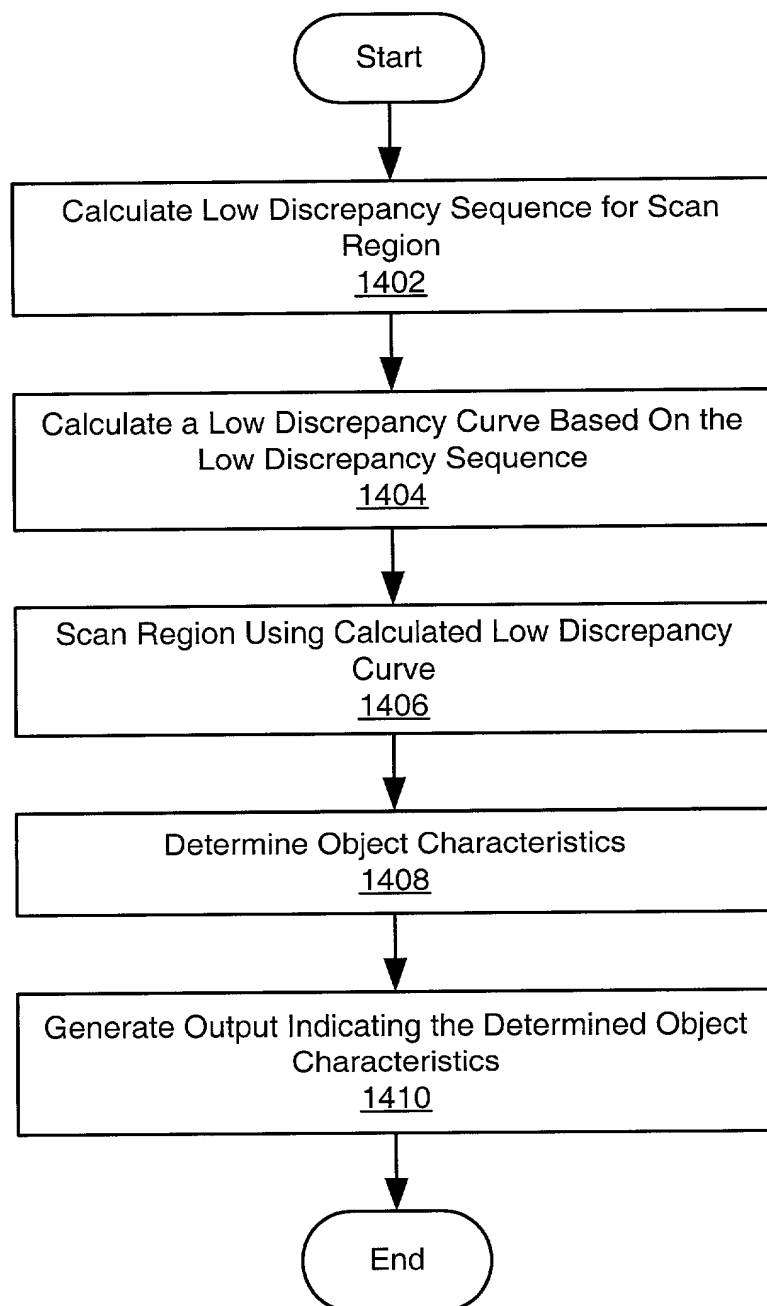 Start
Calculate Low Discrepancy Sequence for Scan
Region
1402
Calculate a Low Discrepancy Curve Based On the
Low Discrepancy Sequence
1404
Scan Region Using Calculated Low Discrepancy
Curve
1406
Determine Object Characteristics
1408
Generate Output Indicating the Determined Object
Characteristics
1410
End